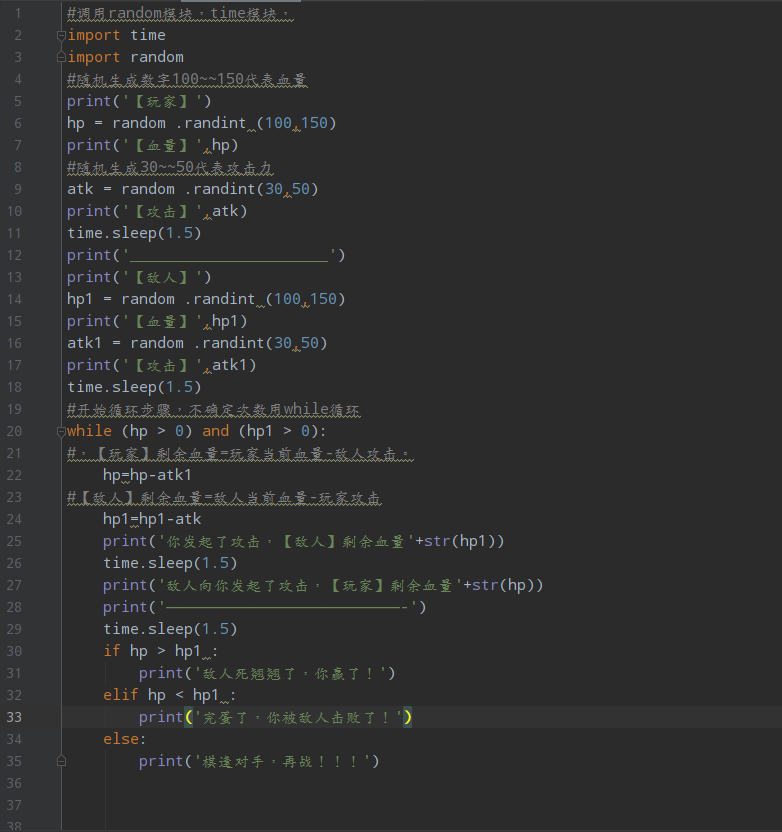 1 #调用random模块，time模块，
2 import time
3 import random
4 #随机生成数字100~~150代表血量
5 print('【玩家】')
6 hp = random .randint (100,150)
7 print('【血量】',hp)
8 #随机生成30~~50代表攻击力
9 atk = random .randint(30,50)
10 print('【攻击】',atk)
11 time.sleep(1.5)
12 print('______________________')
13 print('【敌人】')
14 hp1 = random .randint (100,150)
15 print('【血量】',hp1)
16 atk1 = random .randint(30,50)
17 print('【攻击】',atk1)
18 time.sleep(1.5)
19 #开始循环步骤，不确定次数用while循环
20 while (hp > 0) and (hp1 > 0):
21 #，【玩家】剩余血量=玩家当前血量-敌人攻击。
22 hp=hp-atk1
23 #【敌人】剩余血量=敌人当前血量-玩家攻击
24 hp1=hp1-atk
25 print('你发起了攻击，【敌人】剩余血量'+str(hp1))
26 time.sleep(1.5)
27 print('敌人向你发起了攻击，【玩家】剩余血量'+str(hp))
28 print('—————————————————————-')
29 time.sleep(1.5)
30 if hp > hp1 :
31 print('敌人死翘翘了，你赢了！')
32 elif hp < hp1 :
33 print('完蛋了，你被敌人击败了！')
34 else:
35 print('棋逢对手，再战！！！')
36
37
38